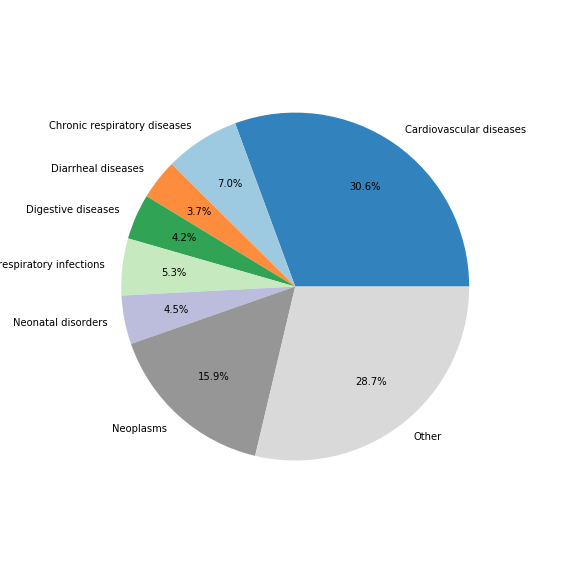 Chronic respiratory diseases
Cardiovascular diseases
Diarrheal diseases
7.0%
30.6%
Digestive diseases
3.7%
4.2%
respiratory infections
5.3%
Neonatal disorders
4.5%
15.9%
28.7%
Neoplasms
Other